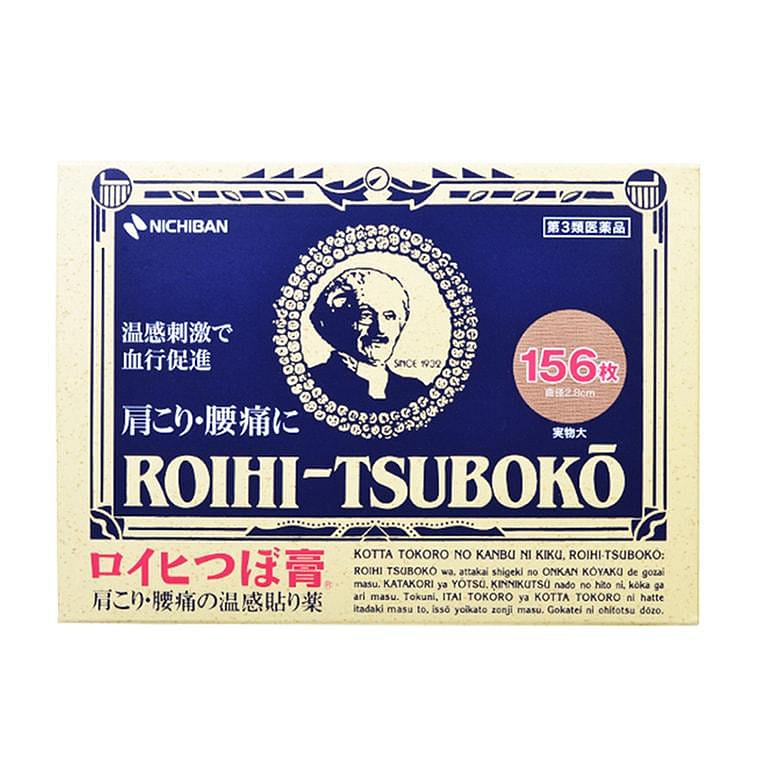 NICHIBAN
第3類医薬品
温感刺激で
血行促進
SINCE 1932
156枚
直径2.8cm
実物大
肩こり・腰痛に
ROIHI-TSUBOKŌ
ロイヒつぼ膏®
肩こり・腰痛の温感貼り薬
KOTTA TOKORO NO KANBU NI KIKU, ROIHI-TSUBOKŌ:
ROIHI TSUBOKŌ wa, attakai shigeki no ONKAN KŌYAKU de gozai
masu. KATAKORI ya YŌTSŪ, KINNIKUTSŪ nado no hito ni, kōka ga
ari masu. Tokuni, ITAI TOKORO ya KOTTA TOKORO ni hatte
itadaki masu to, issō yoikato zonji masu. Gokatei ni ohitotsu dōzo.